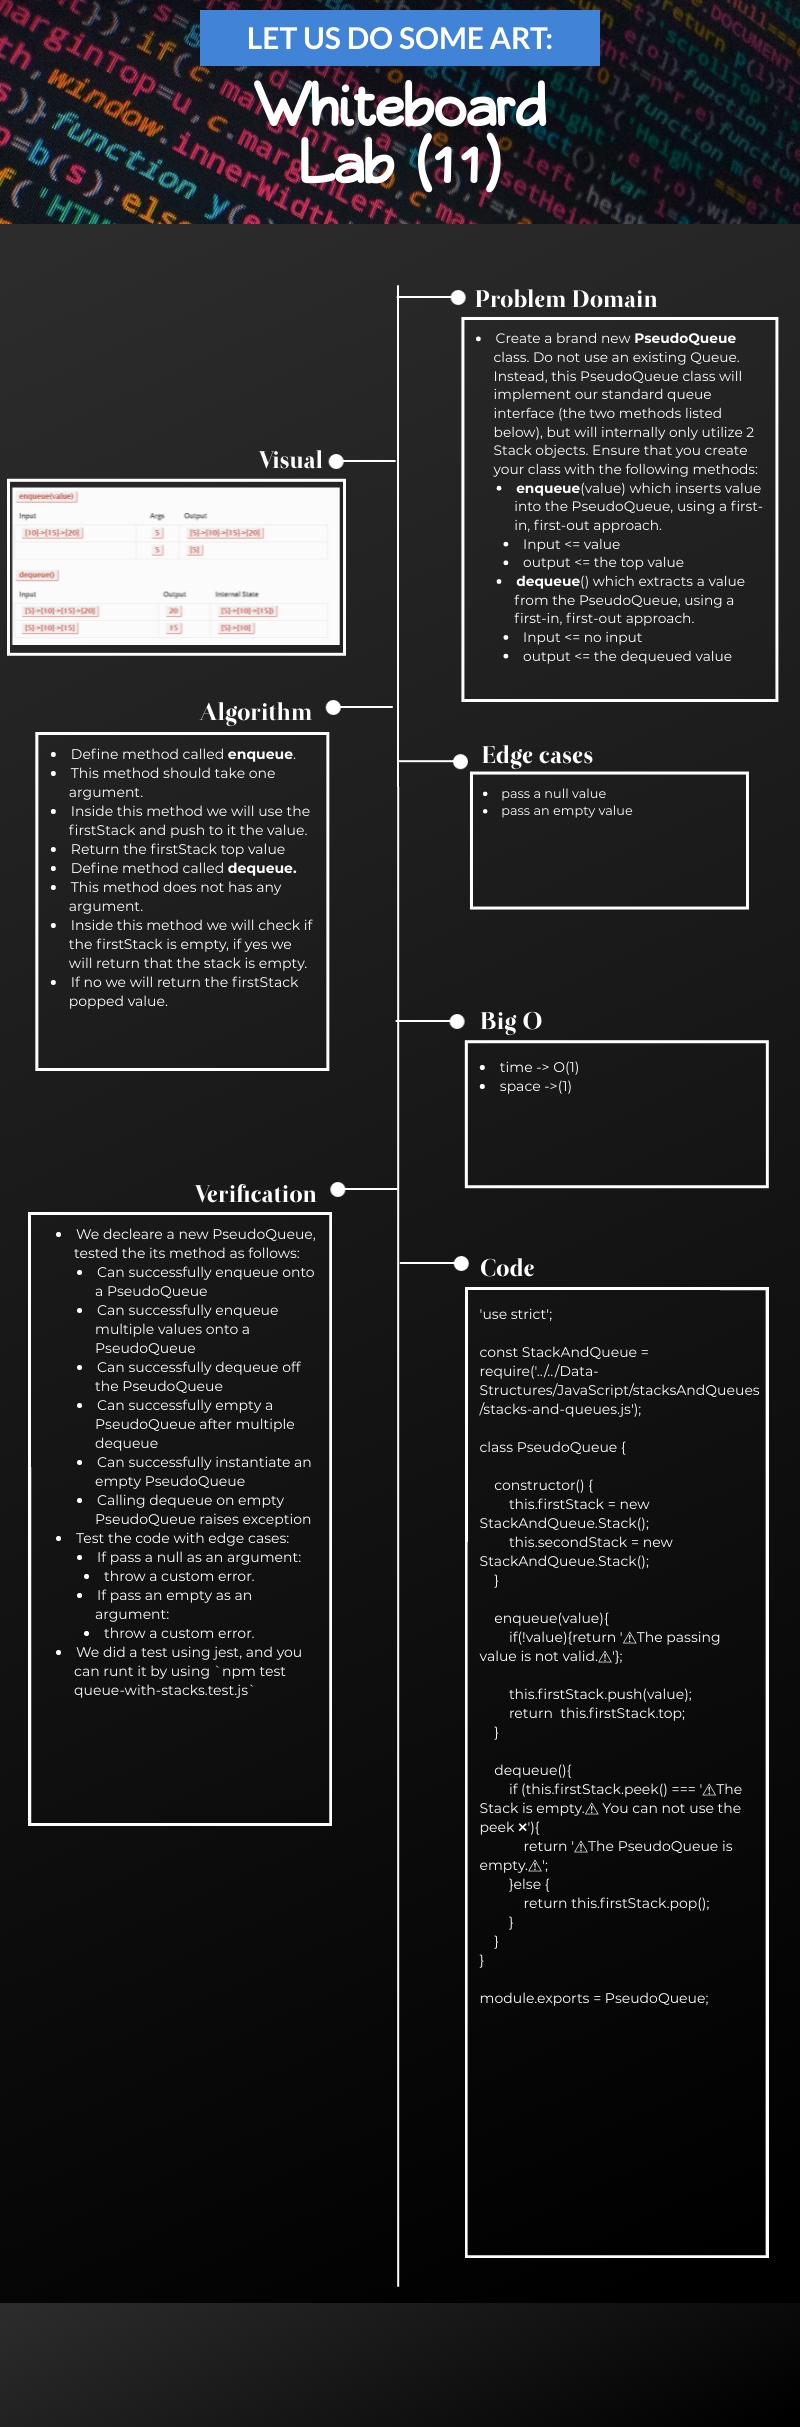 LET US DO SOME ART:
Whiteboard
Lab (11)
Problem Domain
• Create a brand new PseudoQueue
class. Do not use an existing Queue.
Instead, this PseudoQueue class will
implement our standard queue
interface (the two methods listed
below), but will internally only utilize 2
Stack objects. Ensure that you create
your class with the following methods:
• enqueue(value) which inserts value
into the PseudoQueue, using a first-
in, first-out approach.
• Input <= value
• output <= the top value
• dequeue() which extracts a value
from the PseudoQueue, using a
first-in, first-out approach.
• Input <= no input
• output <= the dequeued value
Visual
enqueue(value)
Input Args Output
[10]->[15]->[20] 5 [5]->[10]->[15]->[20]
5 [5]
dequeue()
Input Output Internal State
[5]->[10]->[15]->[20] 20 [5]->[10]->[15])
[5]->[10]->[15] 15 [5]->[10]
Algorithm
• Define method called enqueue.
• This method should take one
argument.
• Inside this method we will use the
firstStack and push to it the value.
• Return the firstStack top value
• Define method called dequeue.
• This method does not has any
argument.
• Inside this method we will check if
the firstStack is empty, if yes we
will return that the stack is empty.
• If no we will return the firstStack
popped value.
Edge cases
• pass a null value
• pass an empty value
Big O
• time -> O(1)
• space ->(1)
Verification
• We decleare a new PseudoQueue,
tested the its method as follows:
• Can successfully enqueue onto
a PseudoQueue
• Can successfully enqueue
multiple values onto a
PseudoQueue
• Can successfully dequeue off
the PseudoQueue
• Can successfully empty a
PseudoQueue after multiple
dequeue
• Can successfully instantiate an
empty PseudoQueue
• Calling dequeue on empty
PseudoQueue raises exception
• Test the code with edge cases:
• If pass a null as an argument:
• throw a custom error.
• If pass an empty as an
argument:
• throw a custom error.
• We did a test using jest, and you
can runt it by using `npm test
queue-with-stacks.test.js`
Code
'use strict';
const StackAndQueue =
require('../../Data-
Structures/JavaScript/stacksAndQueues
/stacks-and-queues.js');
class PseudoQueue {
constructor() {
this.firstStack = new
StackAndQueue.Stack();
this.secondStack = new
StackAndQueue.Stack();
}
enqueue(value){
if(!value){return '⚠The passing
value is not valid.⚠'};
this.firstStack.push(value);
return this.firstStack.top;
}
dequeue(){
if (this.firstStack.peek() === '⚠The
Stack is empty.⚠ You can not use the
peek ×'){
return '⚠The PseudoQueue is
empty.⚠';
}else {
return this.firstStack.pop();
}
}
}
module.exports = PseudoQueue;